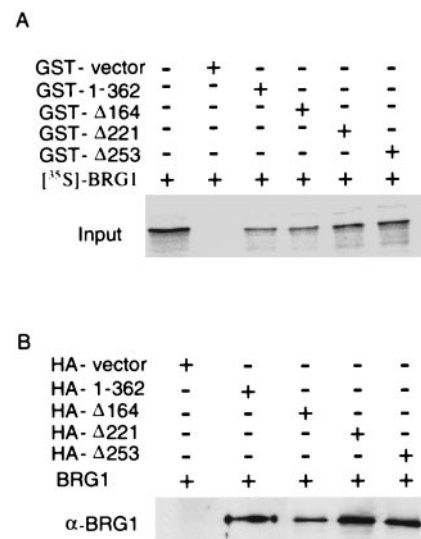 A
GST- vector - + - - - -
GST- 1-362 - - + - - -
GST- Δ164 - - - + - -
GST- Δ221 - - - - + -
GST- Δ253 - - - - - +
[³⁵S]-BRG1 + + + + + +
Input
B
HA- vector + - - - -
HA- 1-362 - + - - -
HA- Δ164 - - + - -
HA- Δ221 - - - + -
HA- Δ253 - - - - +
BRG1 + + + + +
α-BRG1